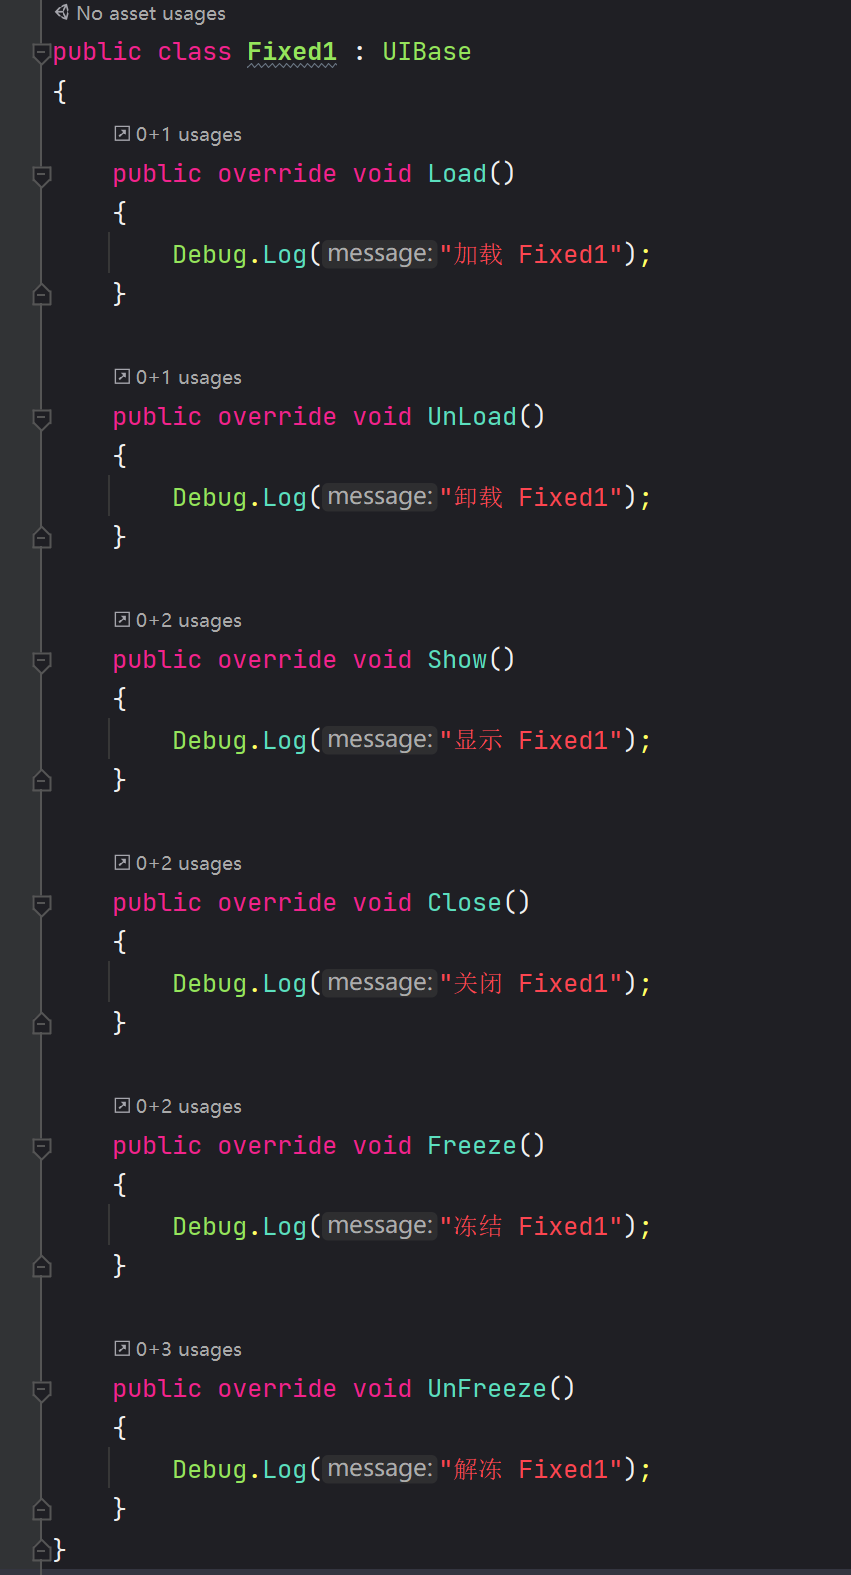 No asset usages
public class Fixed1 : UIBase
{
0+1 usages
public override void Load()
{
Debug.Log(message:"加载 Fixed1");
}
0+1 usages
public override void UnLoad()
{
Debug.Log(message:"卸载 Fixed1");
}
0+2 usages
public override void Show()
{
Debug.Log(message:"显示 Fixed1");
}
0+2 usages
public override void Close()
{
Debug.Log(message:"关闭 Fixed1");
}
0+2 usages
public override void Freeze()
{
Debug.Log(message:"冻结 Fixed1");
}
0+3 usages
public override void UnFreeze()
{
Debug.Log(message:"解冻 Fixed1");
}
}